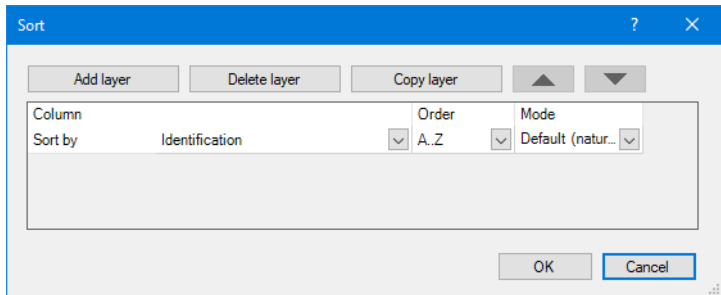 Sort ?
Add layer Delete layer Copy layer
Column Order Mode
Sort by Identification A..Z Default (natur...
OK Cancel